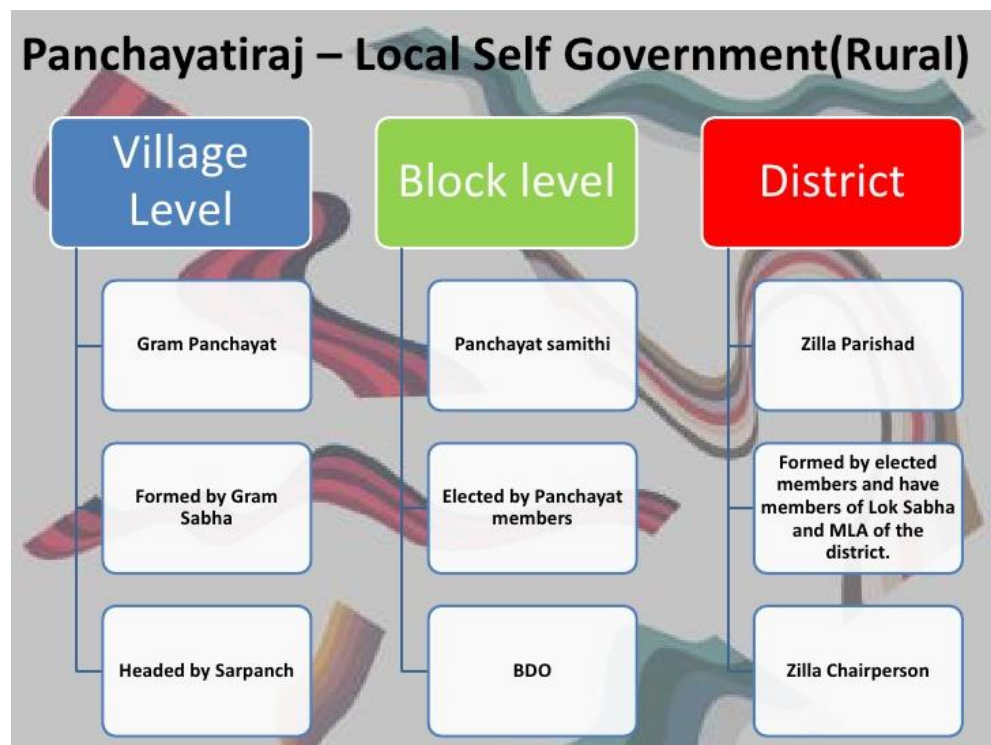 Panchayatiraj – Local Self Government(Rural)
Village
Level
Gram Panchayat
Formed by Gram
Sabha
Headed by Sarpanch
Block level
Panchayat samithi
Elected by Panchayat
members
BDO
District
Zilla Parishad
Formed by elected
members and have
members of Lok Sabha
and MLA of the
district.
Zilla Chairperson